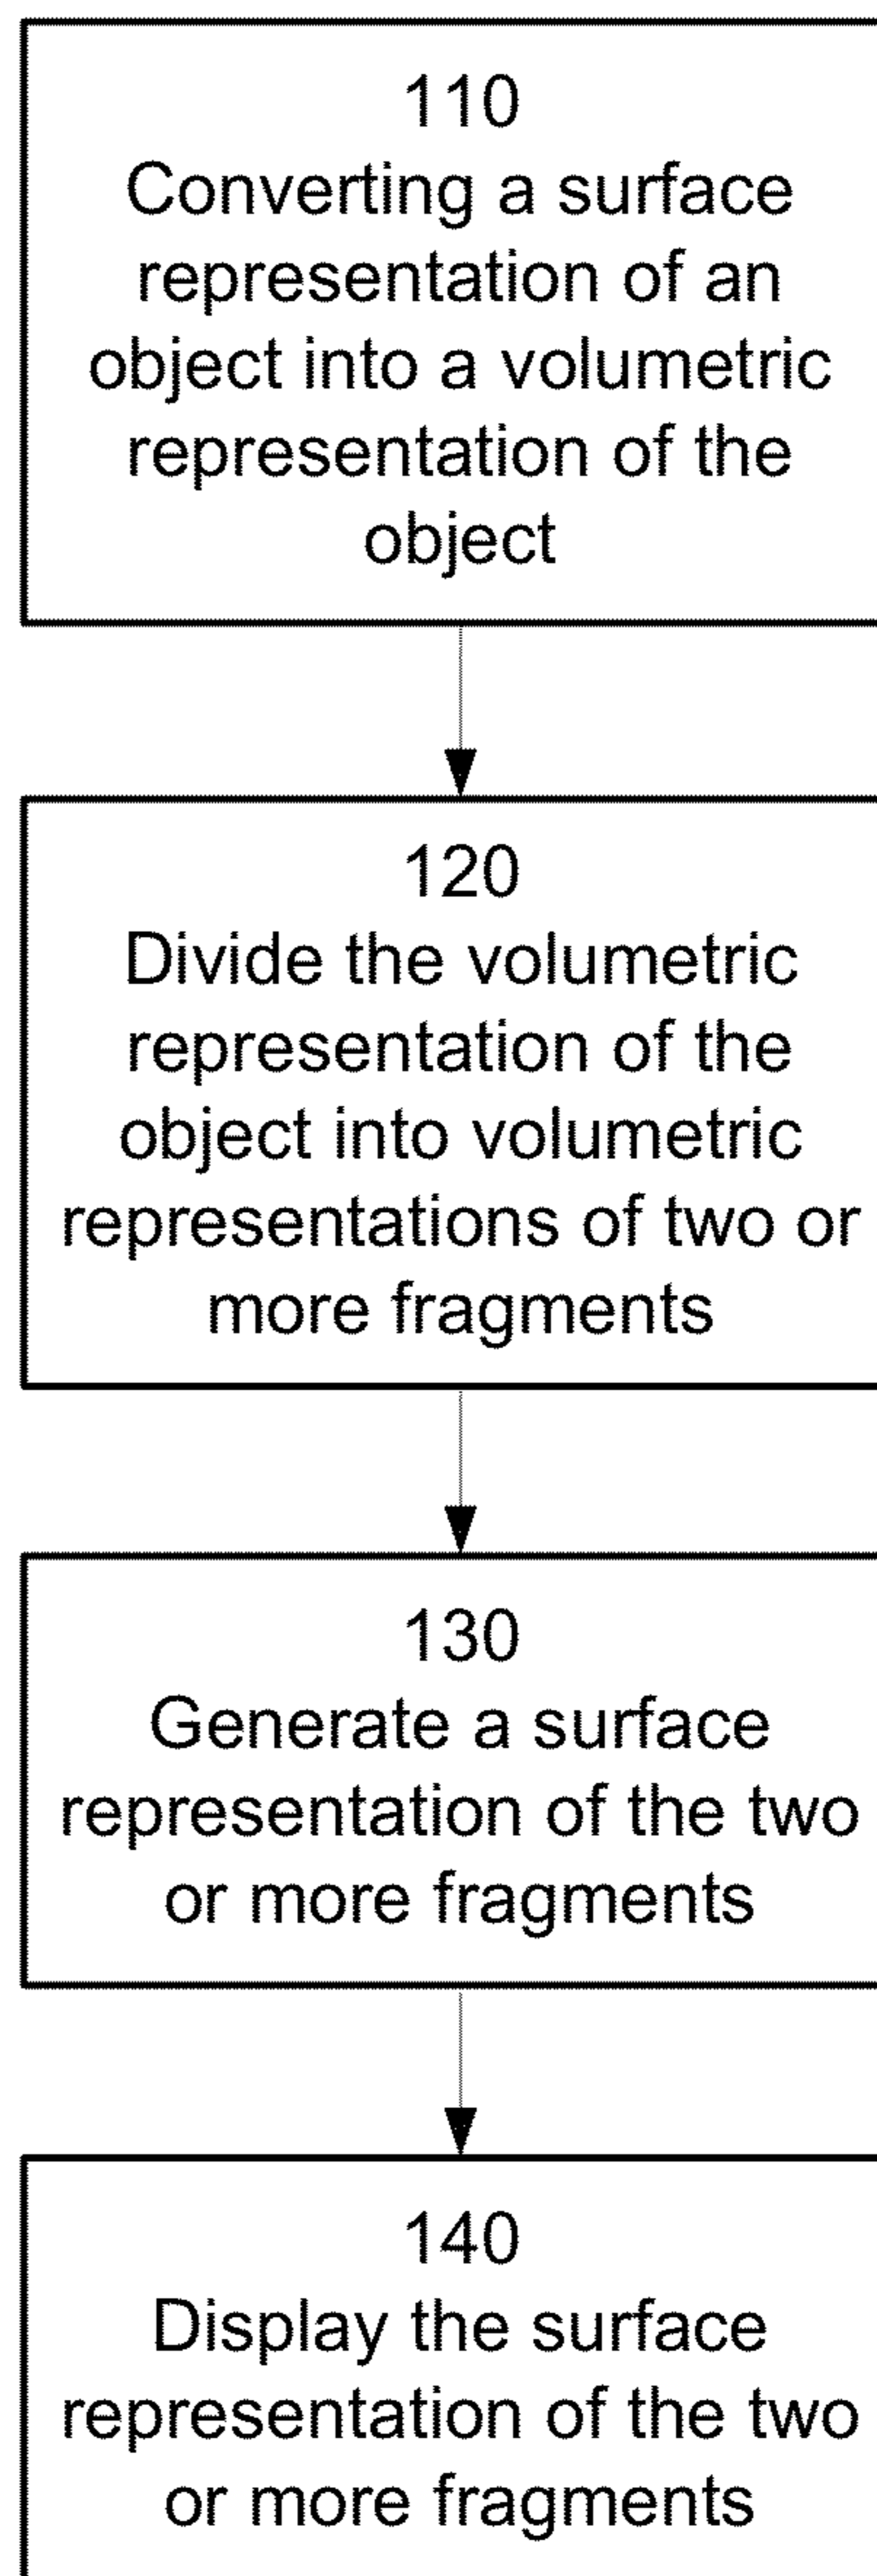 110
Converting a surface
representation of an
object into a volumetric
representation of the
object
120
Divide the volumetric
representation of the
object into volumetric
representations of two or
more fragments
130
Generate a surface
representation of the two
or more fragments
140
Display the surface
representation of the two
or more fragments